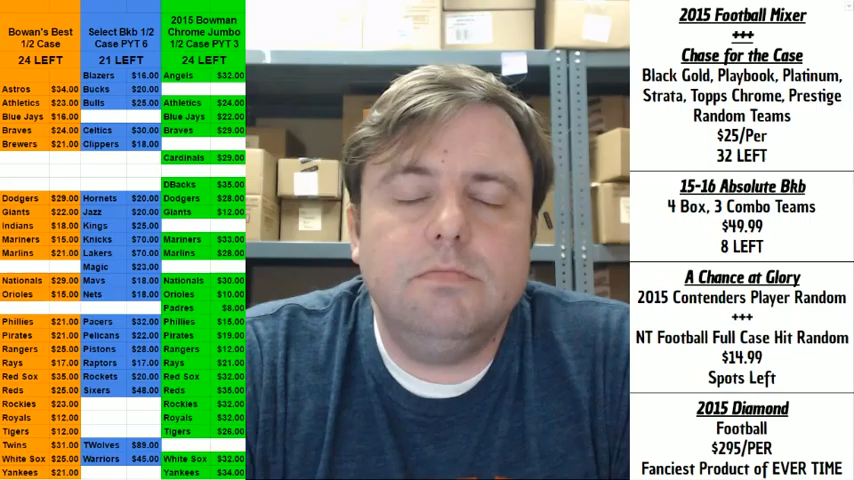 Bowan's Best
1/2 Case
24 LEFT
Astros $34.00
Athletics $23.00
Blue Jays $16.00
Braves $24.00
Brewers $21.00
Dodgers $29.00
Giants $22.00
Indians $18.00
Mariners $15.00
Marlins $21.00
Nationals $29.00
Orioles $15.00
Phillies $21.00
Pirates $21.00
Rangers $25.00
Rays $17.00
Red Sox $35.00
Reds $25.00
Rockies $23.00
Royals $12.00
Tigers $12.00
Twins $31.00
White Sox $25.00
Yankees $21.00
Select Bkb 1/2
Case PYT 6
21 LEFT
Blazers $16.00
Bucks $20.00
Bulls $25.00
Celtics $30.00
Clippers $18.00
Hornets $20.00
Jazz $20.00
Kings $25.00
Knicks $70.00
Lakers $70.00
Magic $23.00
Mavs $18.00
Nets $18.00
Pacers $32.00
Pelicans $22.00
Pistons $28.00
Raptors $17.00
Rockets $20.00
Sixers $48.00
TWolves $89.00
Warriors $45.00
2015 Bowman
Chrome Jumbo
1/2 Case PYT 3
24 LEFT
Angels $32.00
Athletics $24.00
Blue Jays $22.00
Braves $29.00
Cardinals $29.00
DBacks $35.00
Dodgers $28.00
Giants $12.00
Mariners $33.00
Marlins $28.00
Nationals $30.00
Orioles $10.00
Padres $8.00
Phillies $15.00
Pirates $19.00
Rangers $12.00
Rays $21.00
Red Sox $32.00
Reds $35.00
Rockies $32.00
Royals $32.00
Tigers $26.00
White Sox $32.00
Yankees $34.00
2015 Football Mixer
+++
Chase for the Case
Black Gold, Playbook, Platinum,
Strata, Topps Chrome, Prestige
Random Teams
$25/Per
32 LEFT
15-16 Absolute Bkb
4 Box, 3 Combo Teams
$49.99
8 LEFT
A Chance at Glory
2015 Contenders Player Random
+++
NT Football Full Case Hit Random
$14.99
Spots Left
2015 Diamond
Football
$295/PER
Fanciest Product of EVER TIME